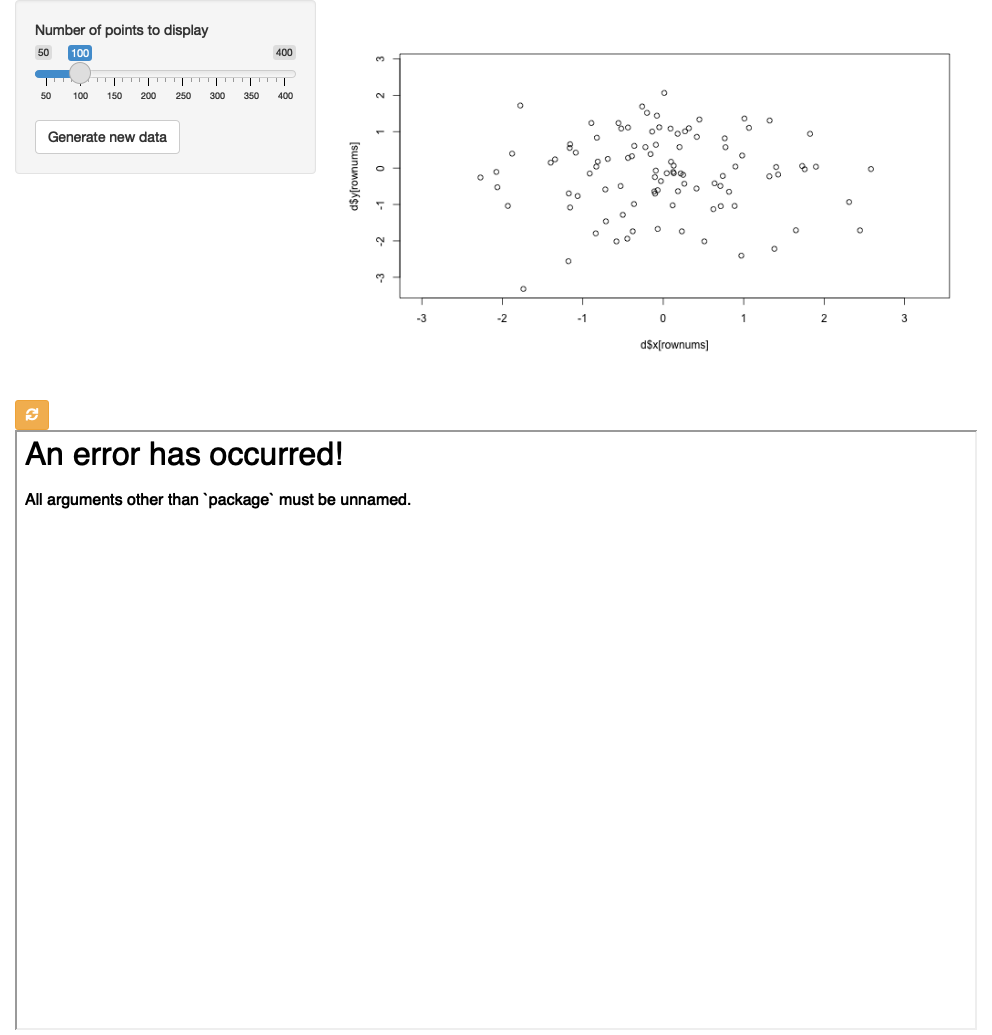 Number of points to display
50 100 400
50 100 150 200 250 300 350 400
Generate new data
3
2
1
0
-1
-2
-3
d$y[rownums]
-3 -2 -1 0 1 2 3
d$x[rownums]
An error has occurred!
All arguments other than `package` must be unnamed.